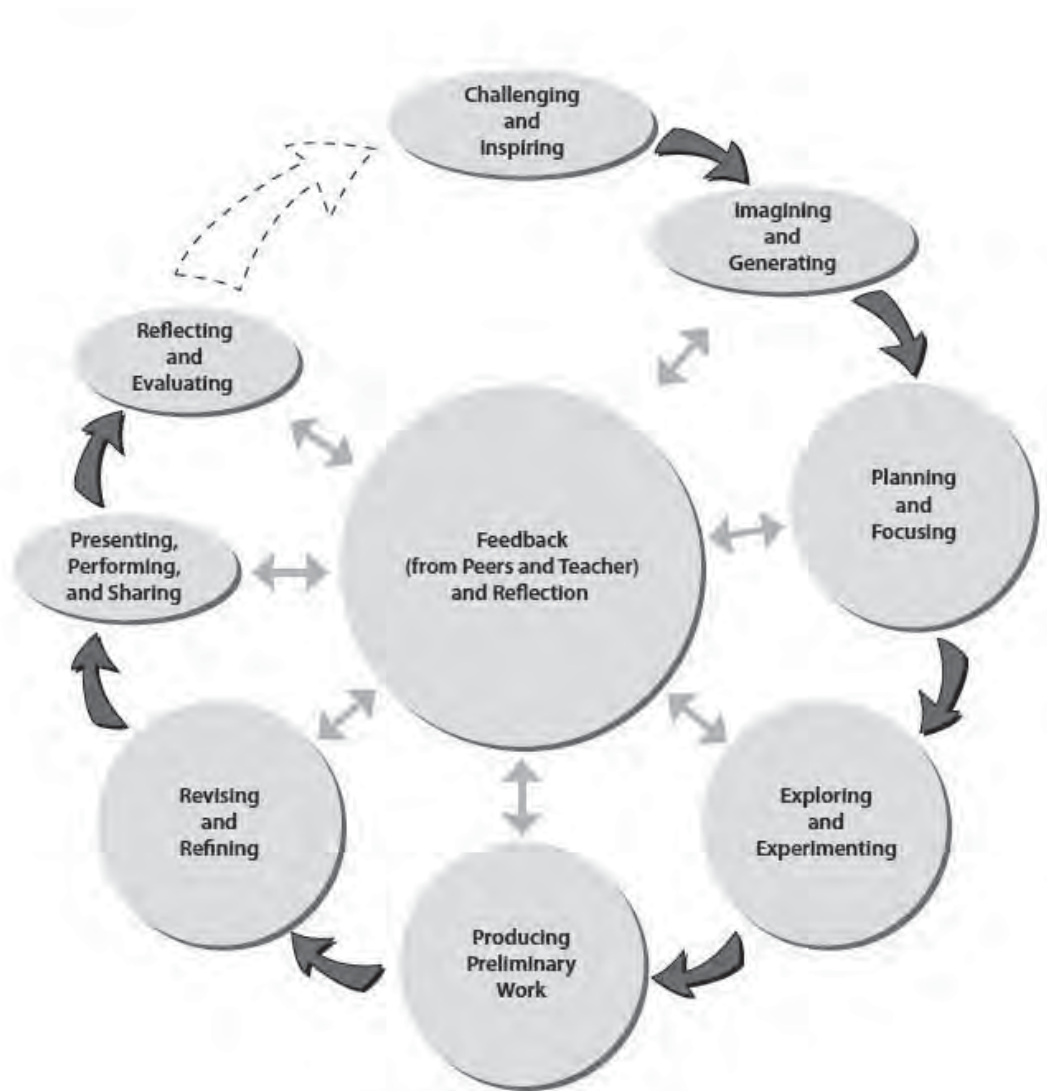 Challenging
and
Inspiring
Imagining
and
Generating
Planning
and
Focusing
Exploring
and
Experimenting
Producing
Preliminary
Work
Revising
and
Refining
Presenting,
Performing,
and Sharing
Reflecting
and
Evaluating
Feedback
(from Peers and Teacher)
and Reflection